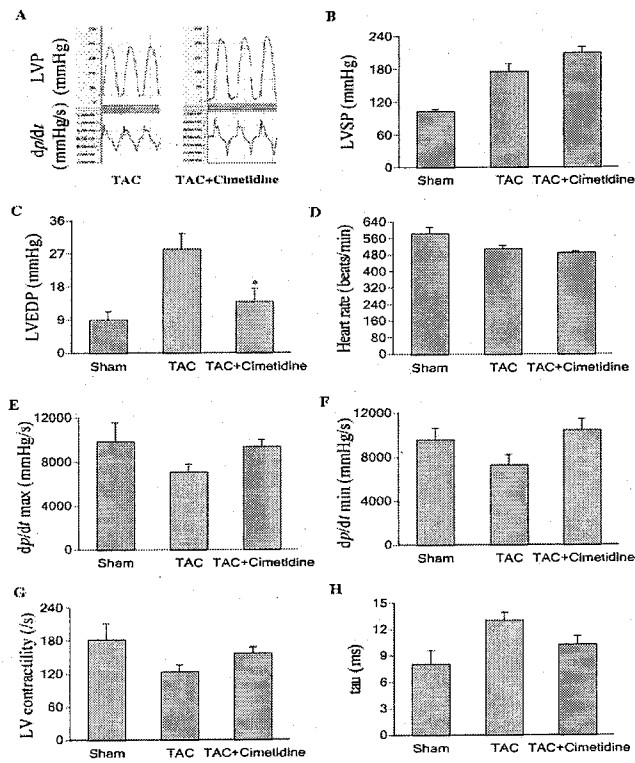 A
LVP
(mmHg)
dp/dt
(mmHg/s)
TAC
TAC+Cimetidine
B
LVSP (mmHg)
240
180
120
60
0
Sham
TAC
TAC+Cimetidine
C
LVEDP (mmHg)
36
27
18
9
0
*
Sham
TAC
TAC+Cimetidine
D
Heart rate (beats/min)
640
560
480
400
320
240
160
80
0
Sham
TAC
TAC+Cimetidine
E
dp/dt max (mmHg/s)
12000
8000
4000
0
Sham
TAC
TAC+Cimetidine
F
dp/dt min (mmHg/s)
12000
8000
4000
0
Sham
TAC
TAC+Cimetidine
G
LV contractility (/s)
240
180
120
60
0
Sham
TAC
TAC+Cimetidine
H
tau (ms)
15
12
9
6
3
0
Sham
TAC
TAC+Cimetidine